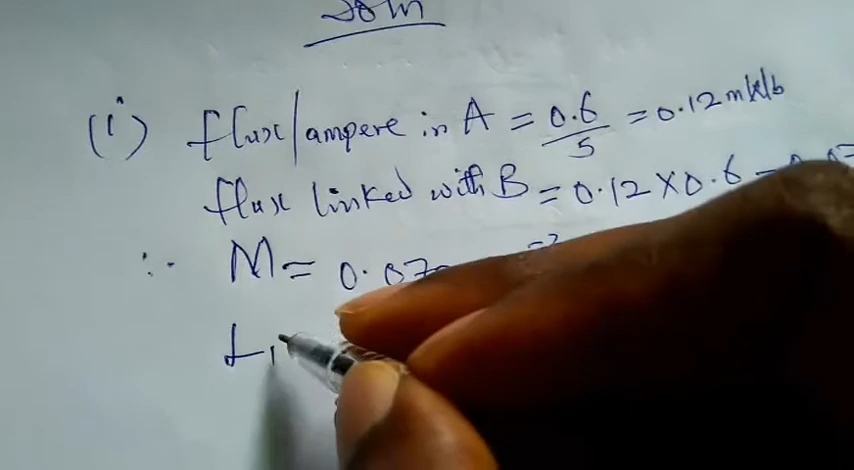 Soln
(i) flux/ampere in A = 0.6/5 = 0.12 mWb
flux linked with B = 0.12 × 0.6 =
∴ M = 0.07
L1